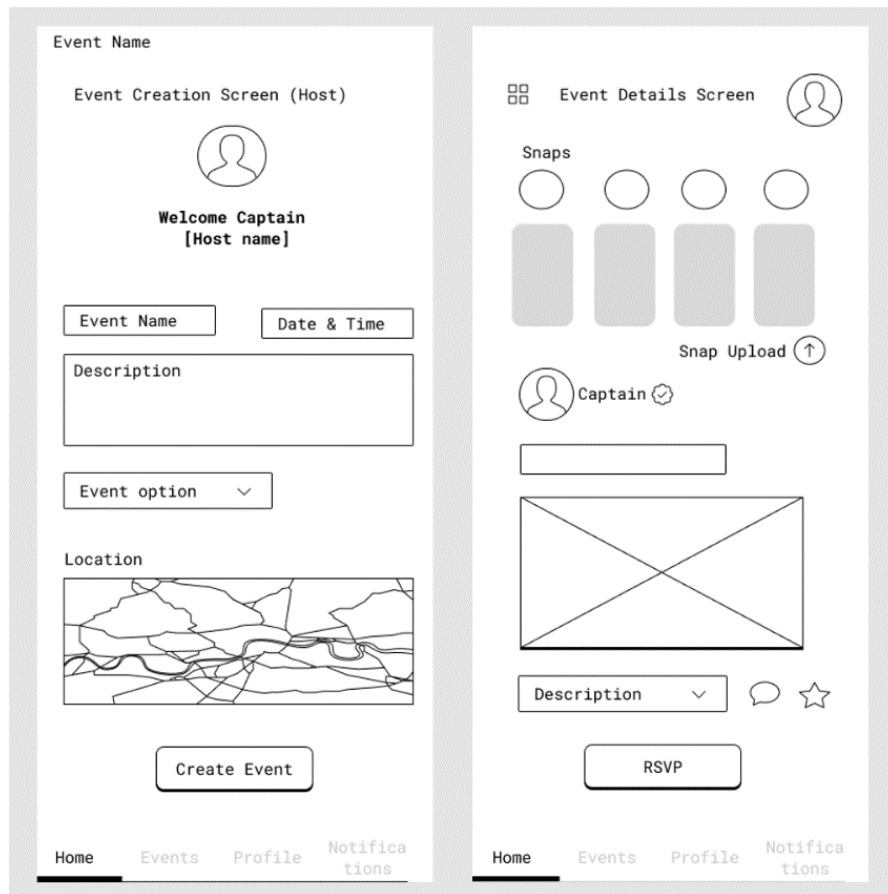 Event Name
Event Creation Screen (Host)
Welcome Captain
[Host name]
Event Name
Date & Time
Description
Event option
Location
Create Event
Home
Events
Profile
Notifica
tions
Event Details Screen
Snaps
Snap Upload
Captain
Description
RSVP
Home
Events
Profile
Notifica
tions